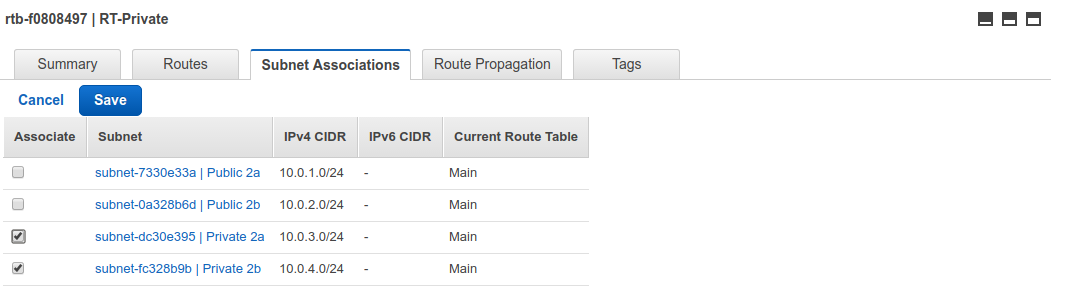 rtb-f0808497 | RT-Private
Summary Routes Subnet Associations Route Propagation Tags
Cancel Save
Associate Subnet IPv4 CIDR IPv6 CIDR Current Route Table
subnet-7330e33a | Public 2a 10.0.1.0/24 - Main
subnet-0a328b6d | Public 2b 10.0.2.0/24 - Main
subnet-dc30e395 | Private 2a 10.0.3.0/24 - Main
subnet-fc328b9b | Private 2b 10.0.4.0/24 - Main